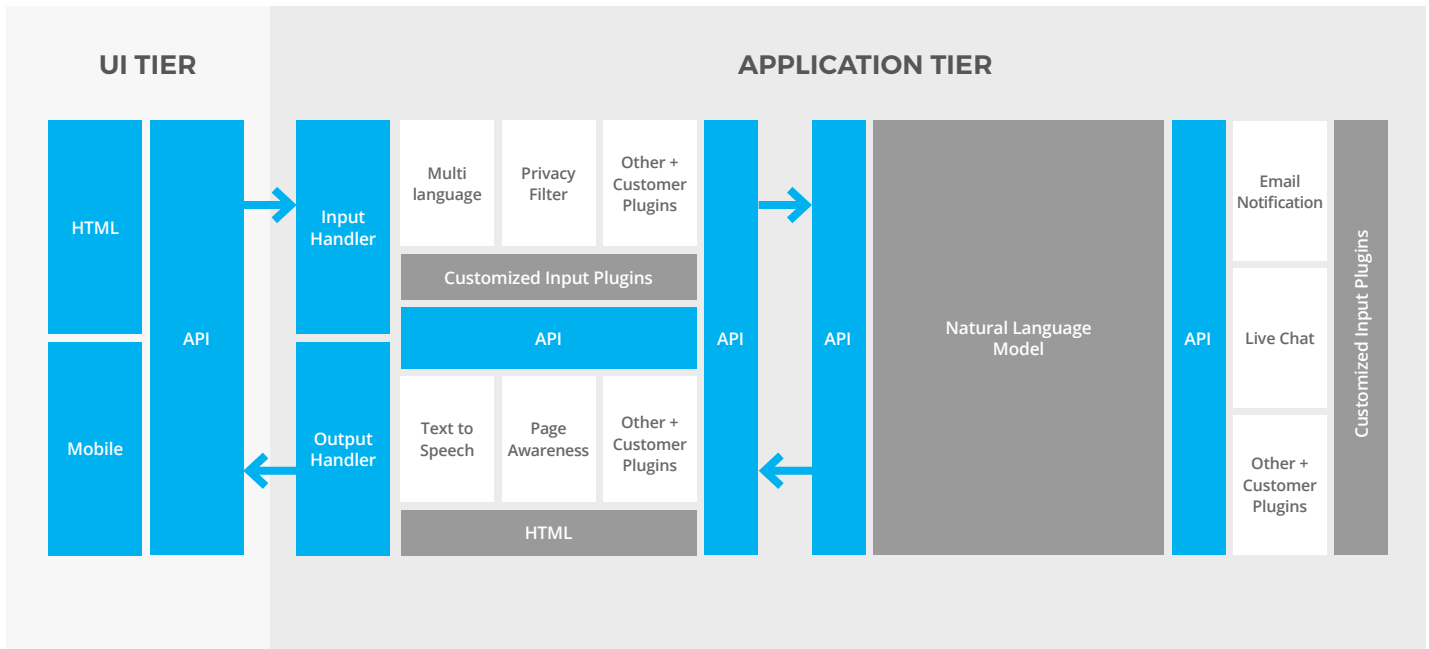 UI TIER
APPLICATION TIER
HTML
Mobile
API
Input
Handler
Output
Handler
Multi
language
Privacy
Filter
Other +
Customer
Plugins
Customized Input Plugins
API
Text to
Speech
Page
Awareness
Other +
Customer
Plugins
HTML
API
API
Natural Language
Model
API
Email
Notification
Live Chat
Other +
Customer
Plugins
Customized Input Plugins